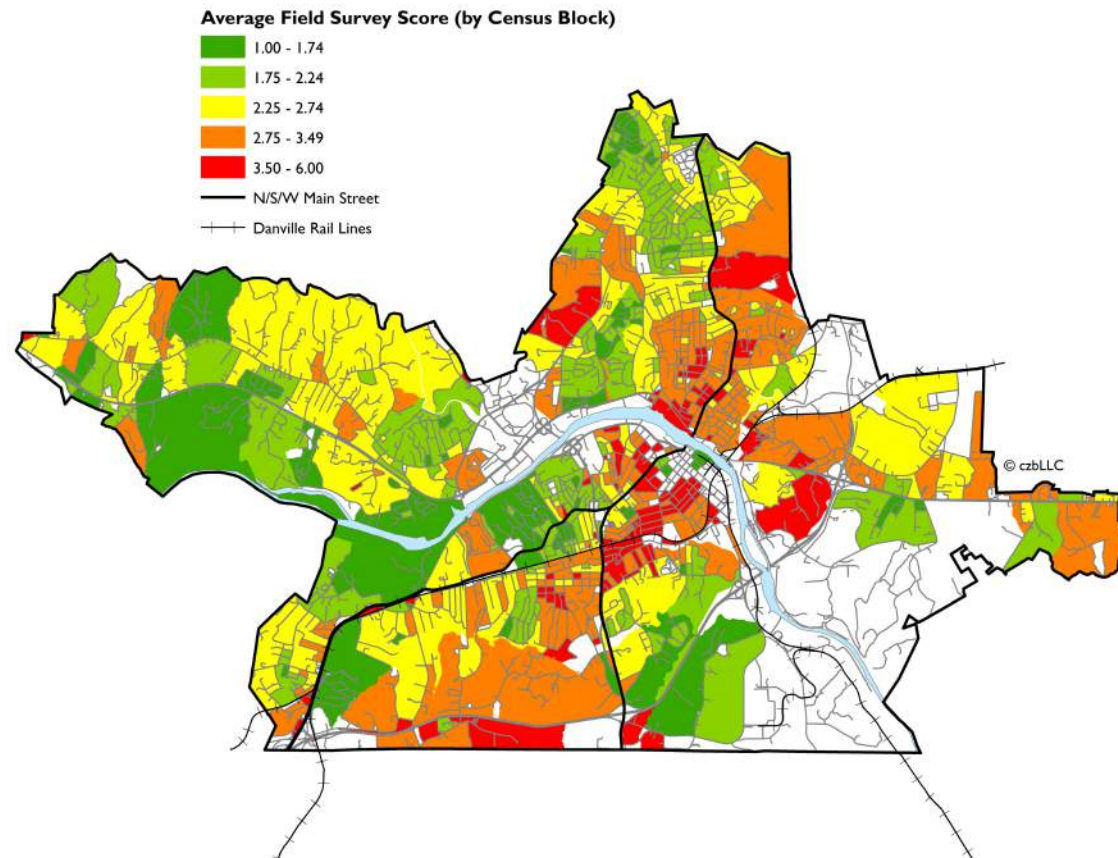 Average Field Survey Score (by Census Block)
1.00 - 1.74
1.75 - 2.24
2.25 - 2.74
2.75 - 3.49
3.50 - 6.00
N/S/W Main Street
Danville Rail Lines
© czbLLC